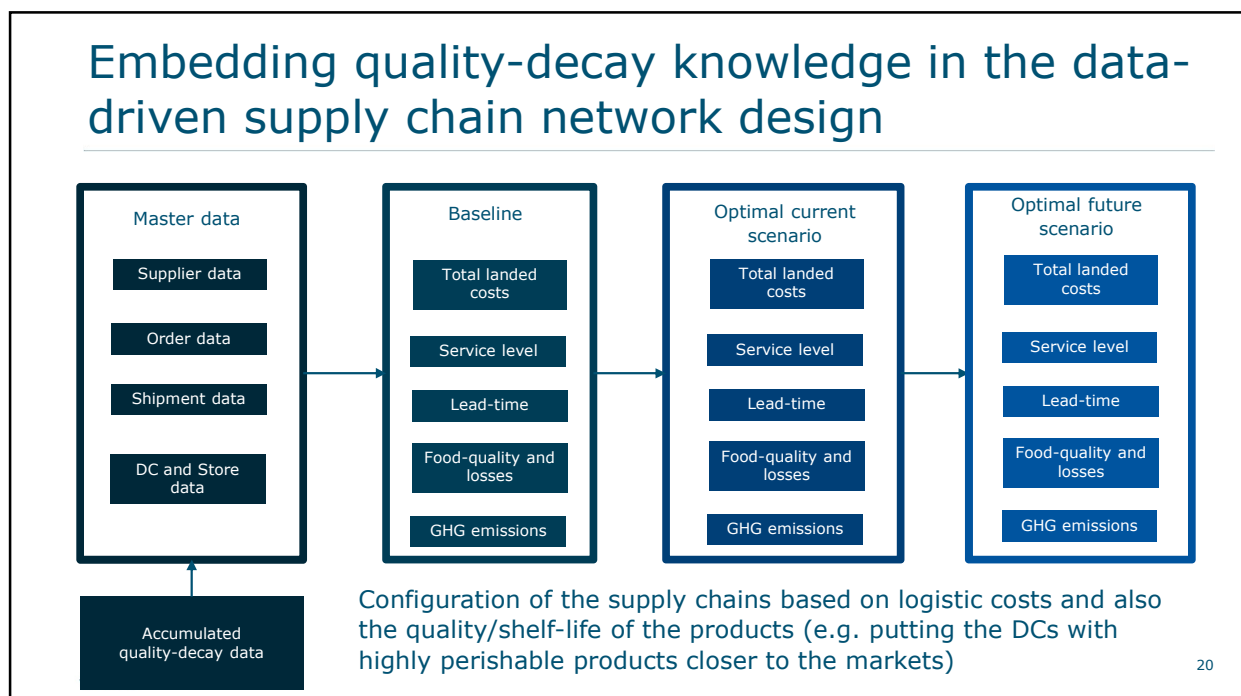 Embedding quality-decay knowledge in the data-
driven supply chain network design
Master data
Supplier data
Order data
Shipment data
DC and Store
data
Accumulated
quality-decay data
Baseline
Total landed
costs
Service level
Lead-time
Food-quality and
losses
GHG emissions
Optimal current
scenario
Total landed
costs
Service level
Lead-time
Food-quality and
losses
GHG emissions
Optimal future
scenario
Total landed
costs
Service level
Lead-time
Food-quality and
losses
GHG emissions
Configuration of the supply chains based on logistic costs and also
the quality/shelf-life of the products (e.g. putting the DCs with
highly perishable products closer to the markets)
20